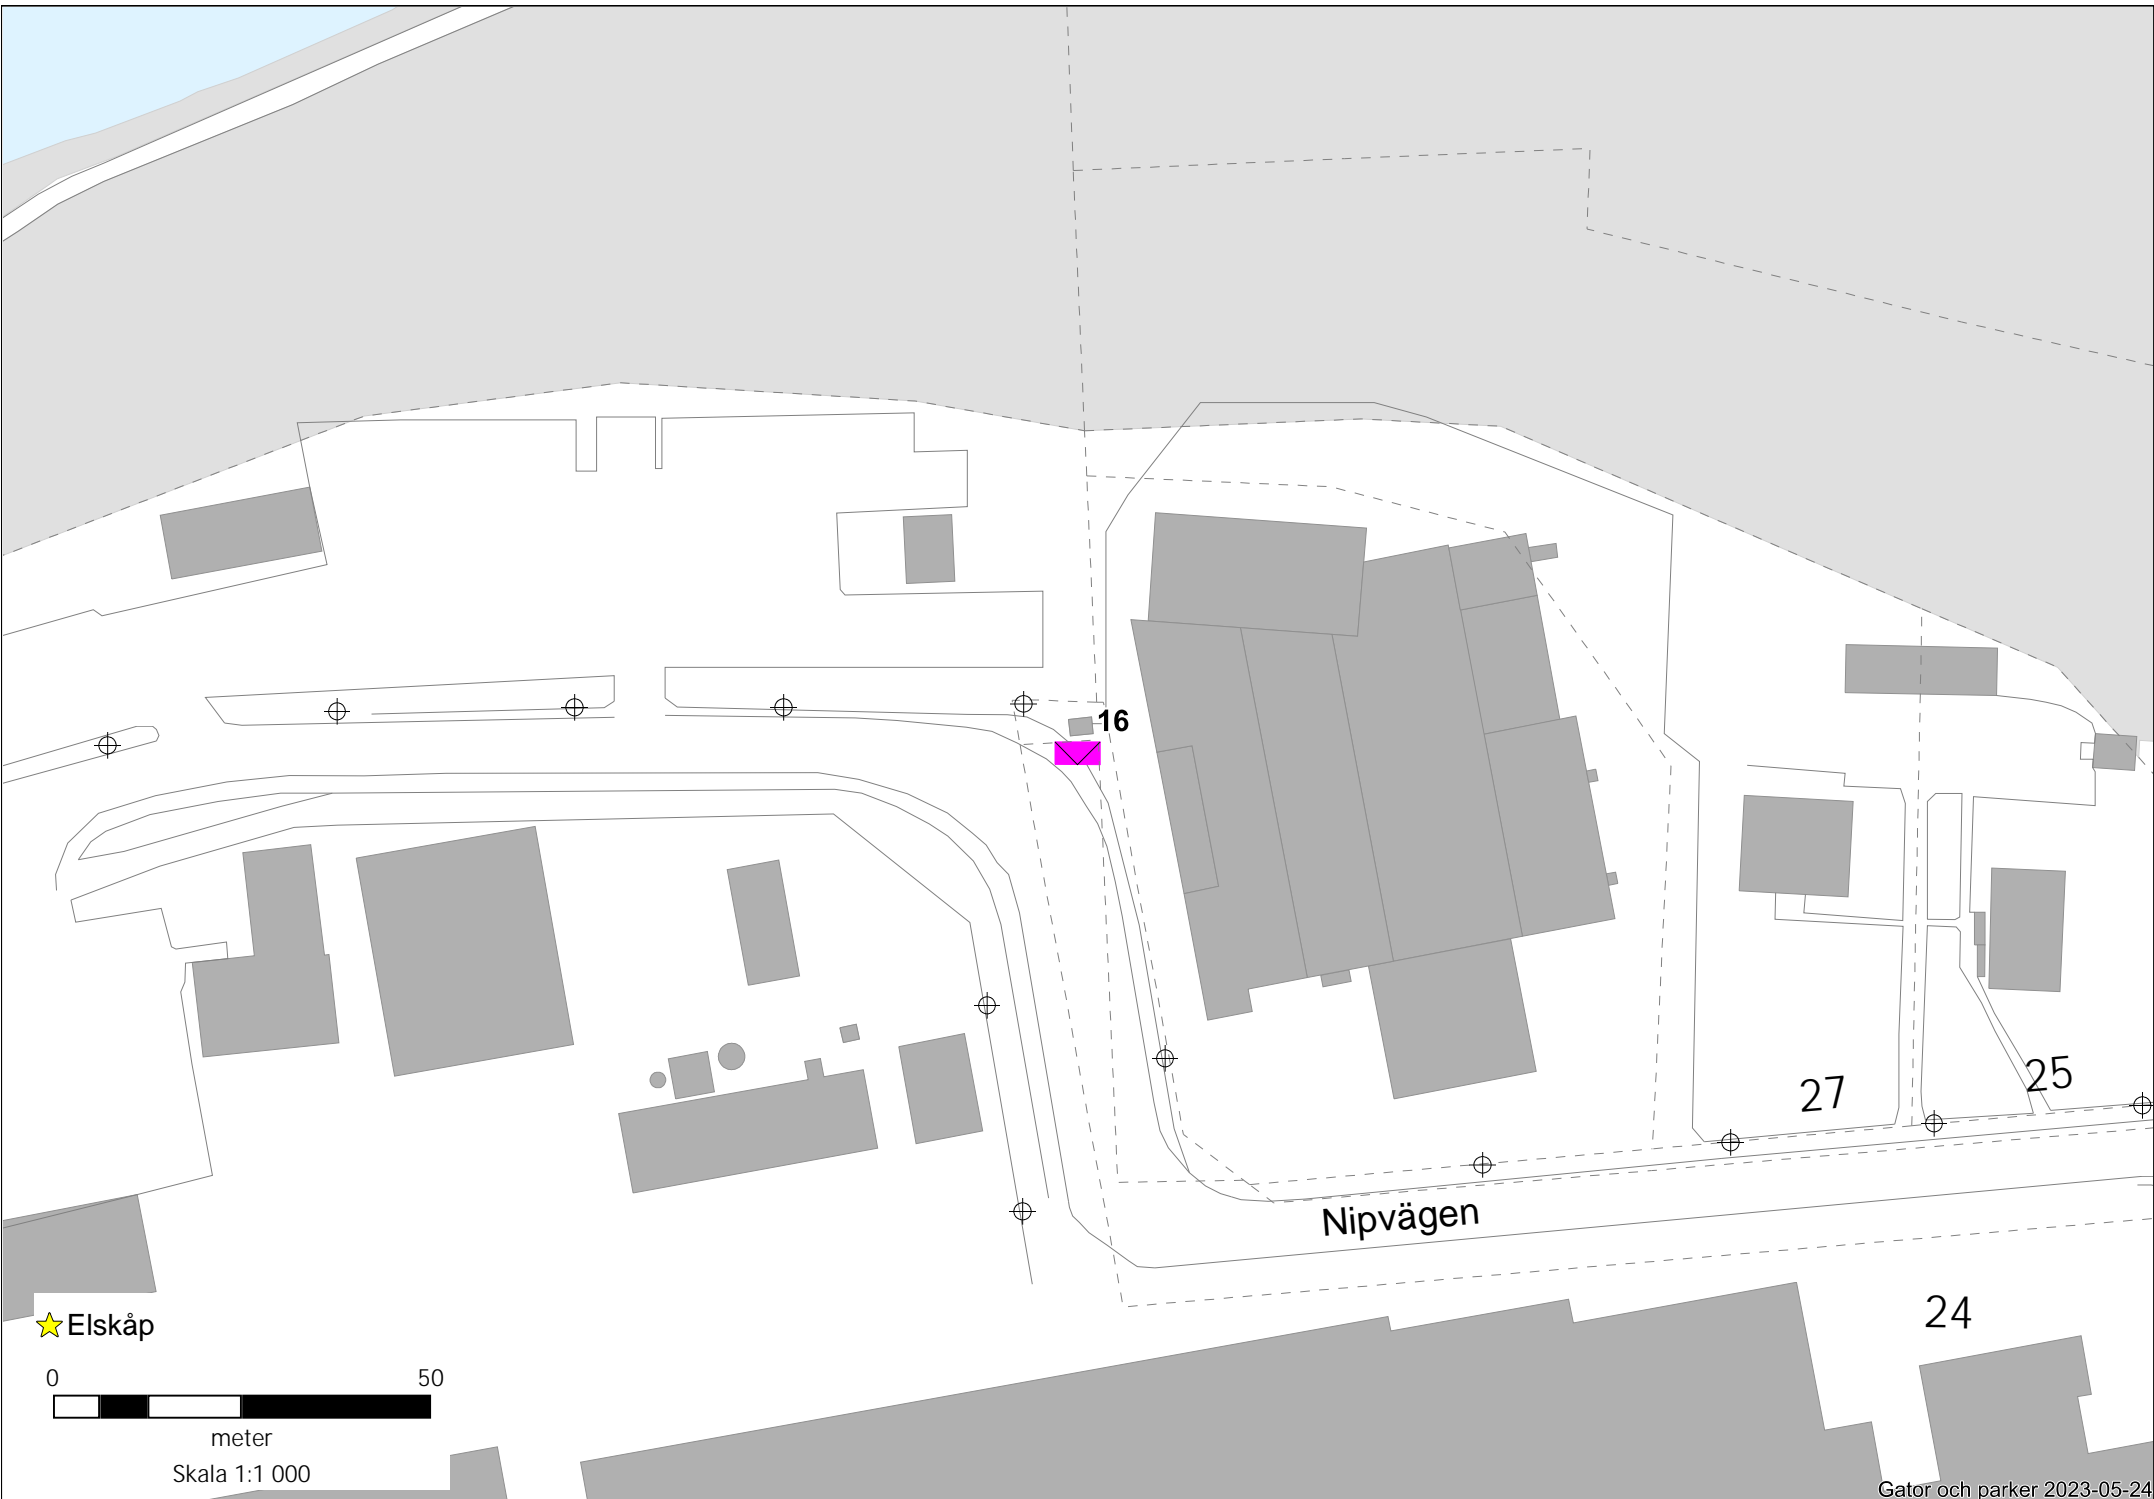 16
27
25
Nipvägen
24
Elskåp
0 50
meter
Skala 1:1 000
Gator och parker 2023-05-24